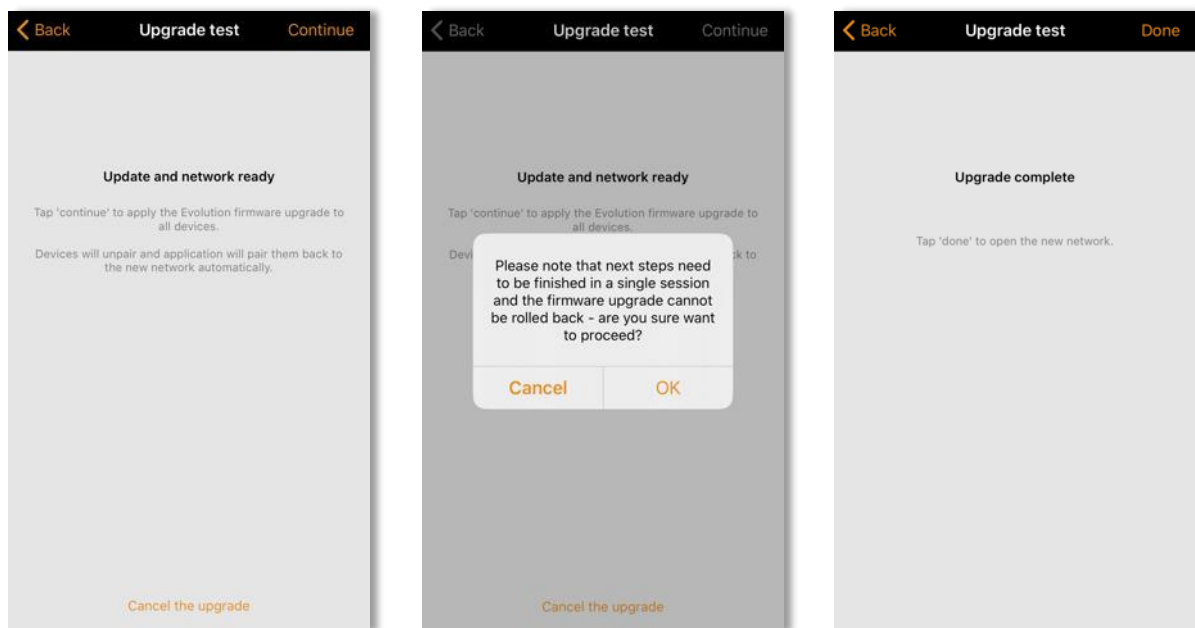 Back Upgrade test Continue
Update and network ready
Tap 'continue' to apply the Evolution firmware upgrade to
all devices.
Devices will unpair and application will pair them back to
the new network automatically.
Cancel the upgrade
Back Upgrade test Continue
Update and network ready
Tap 'continue' to apply the Evolution firmware upgrade to
all devices.
Devi ck to
Please note that next steps need
to be finished in a single session
and the firmware upgrade cannot
be rolled back - are you sure want
to proceed?
Cancel OK
Cancel the upgrade
Back Upgrade test Done
Upgrade complete
Tap 'done' to open the new network.